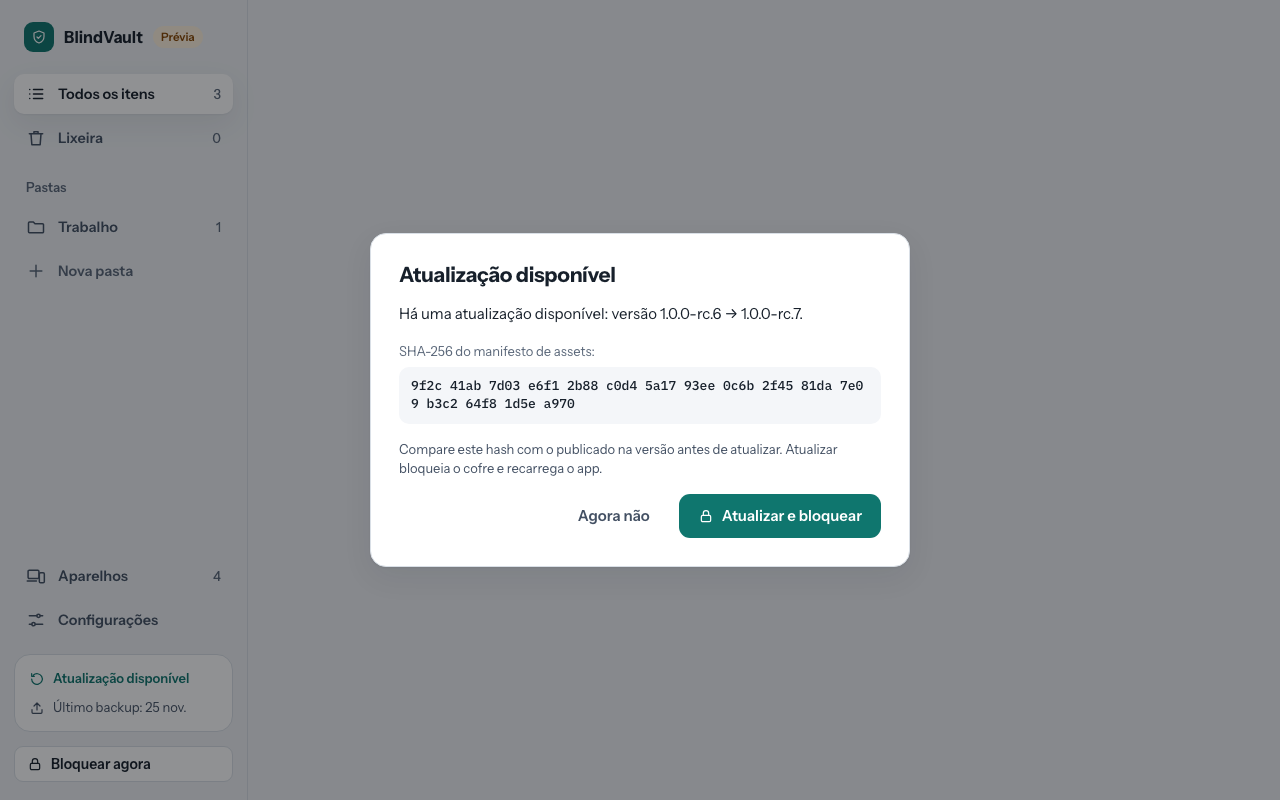 BlindVault Prévia
Todos os itens 3
Lixeira 0
Pastas
Trabalho 1
Nova pasta
Aparelhos 4
Configurações
Atualização disponível
Último backup: 25 nov.
Bloquear agora
Atualização disponível
Há uma atualização disponível: versão 1.0.0-rc.6 → 1.0.0-rc.7.
SHA-256 do manifesto de assets:
9f2c 41ab 7d03 e6f1 2b88 c0d4 5a17 93ee 0c6b 2f45 81da 7e0
9 b3c2 64f8 1d5e a970
Compare este hash com o publicado na versão antes de atualizar. Atualizar
bloqueia o cofre e recarrega o app.
Agora não
Atualizar e bloquear